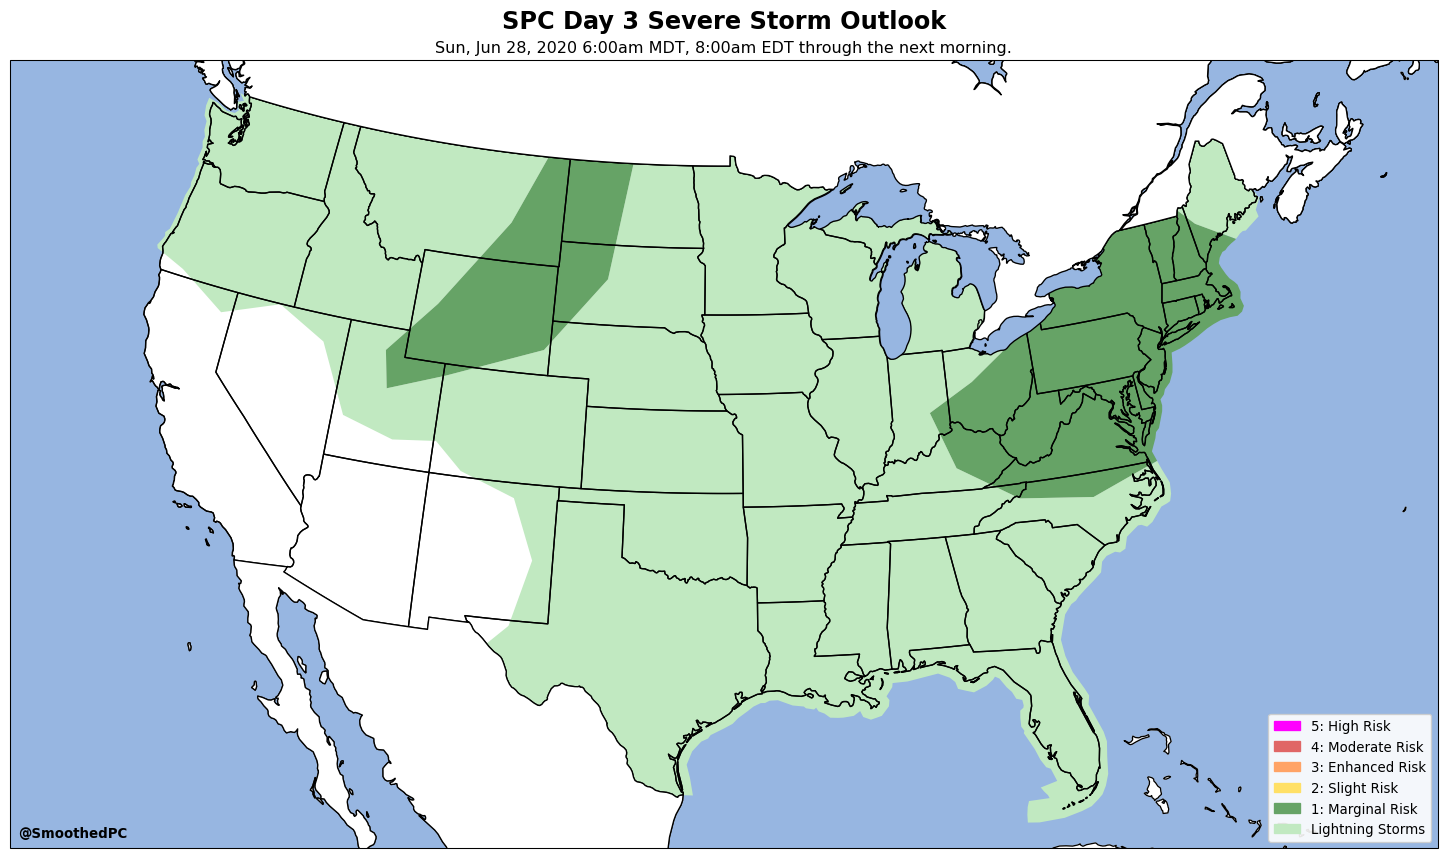 SPC Day 3 Severe Storm Outlook
Sun, Jun 28, 2020 6:00am MDT, 8:00am EDT through the next morning.
5: High Risk
4: Moderate Risk
3: Enhanced Risk
2: Slight Risk
1: Marginal Risk
Lightning Storms
@SmoothedPC